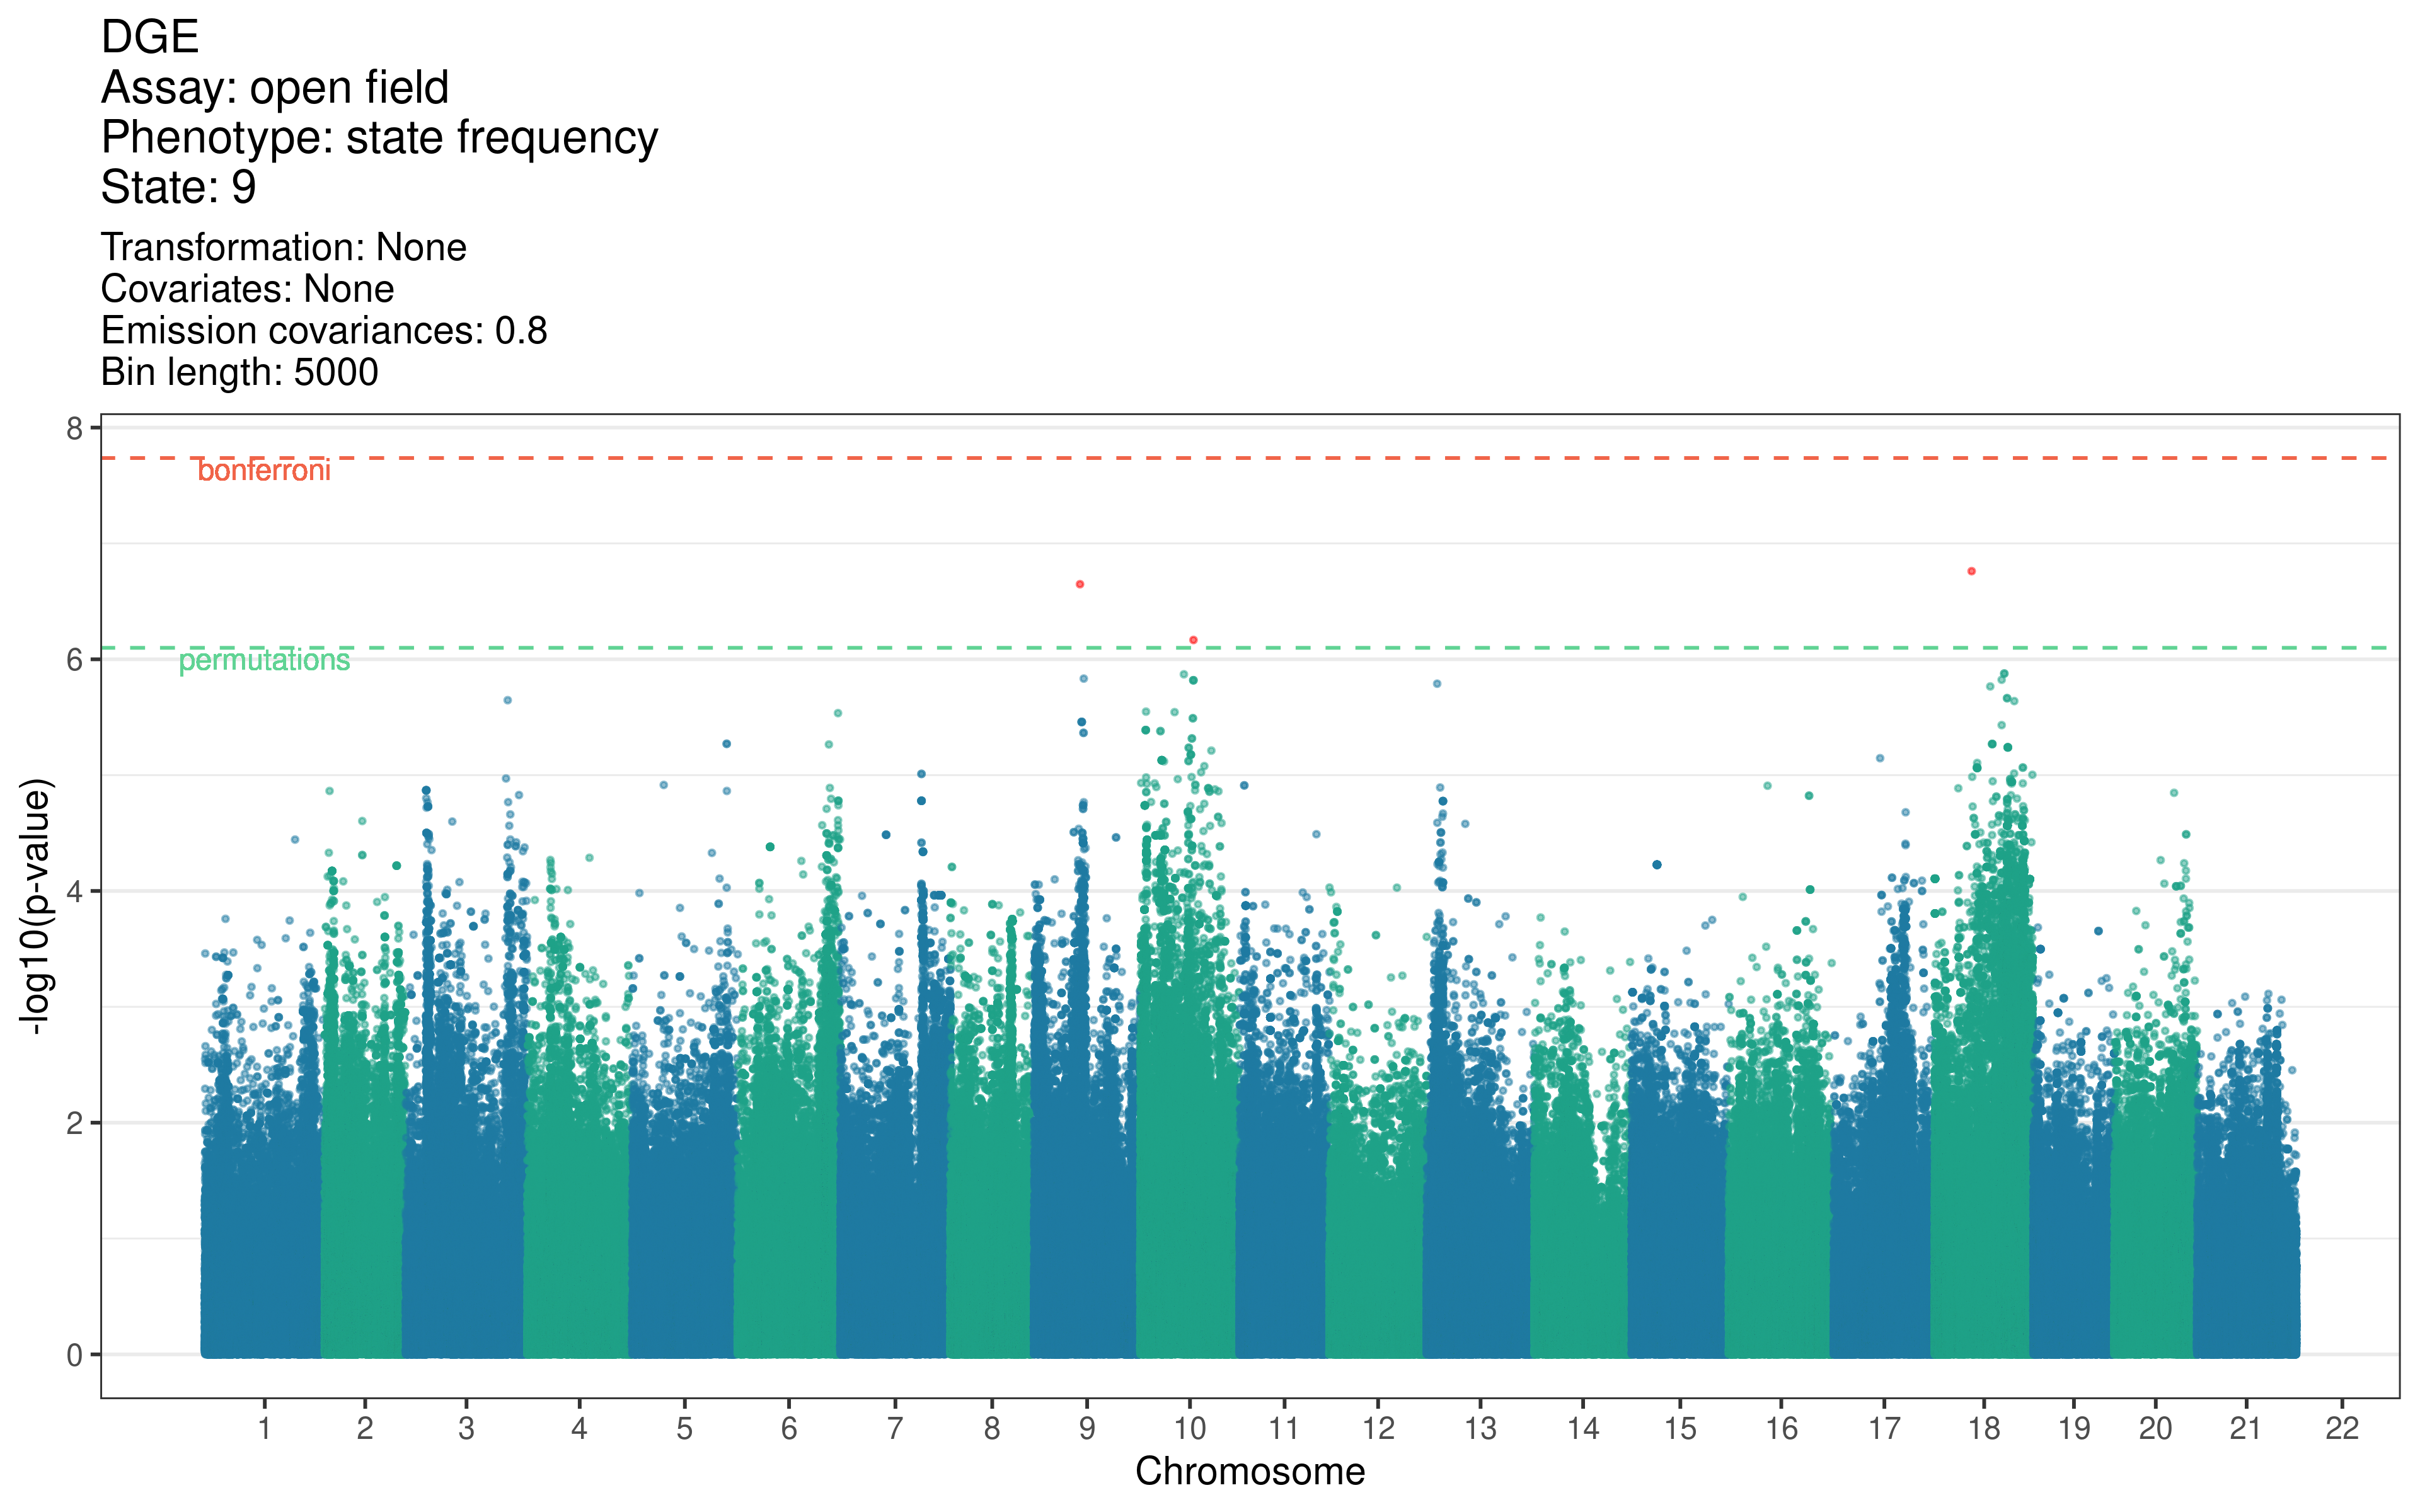 DGE
Assay: open field
Phenotype: state frequency
State: 9
Transformation: None
Covariates: None
Emission covariances: 0.8
Bin length: 5000
8
bonferroni
permutations
6
4
2
0
-log10(p-value)
1 2 3 4 5 6 7 8 9 10 11 12 13 14 15 16 17 18 19 20 21 22
Chromosome